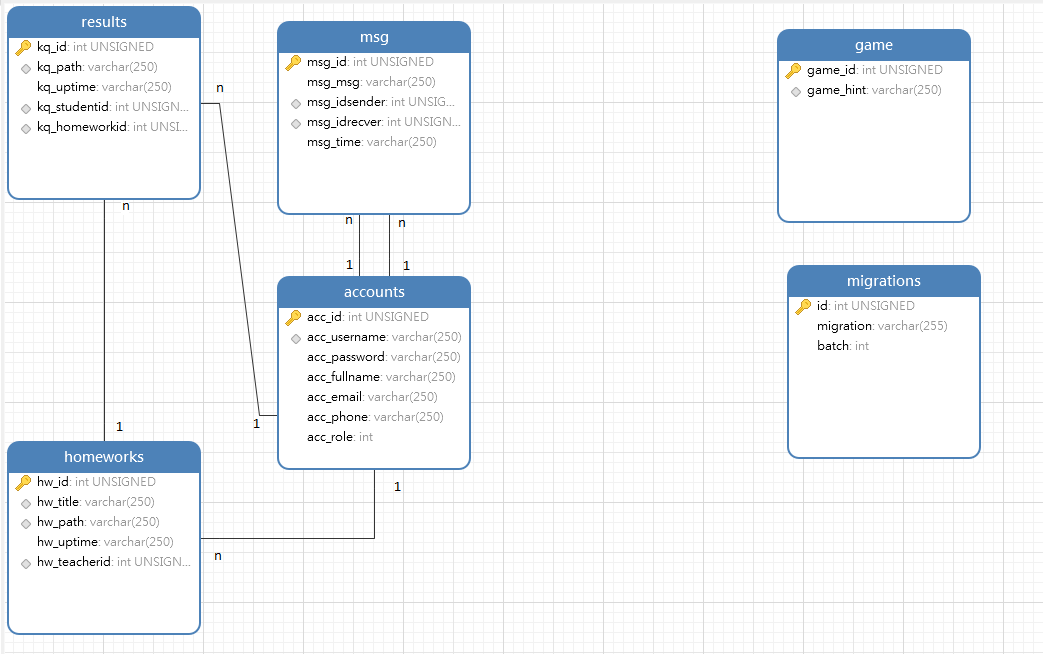 results
kq_id: int UNSIGNED
kq_path: varchar(250)
kq_uptime: varchar(250)
kq_studentid: int UNSIGN...
kq_homeworkid: int UNSI...
n
n
msg
msg_id: int UNSIGNED
msg_msg: varchar(250)
msg_idsender: int UNSIG...
msg_idrecver: int UNSIGN...
msg_time: varchar(250)
n
n
1
1
accounts
acc_id: int UNSIGNED
acc_username: varchar(250)
acc_password: varchar(250)
acc_fullname: varchar(250)
acc_email: varchar(250)
acc_phone: varchar(250)
acc_role: int
1
1
1
homeworks
hw_id: int UNSIGNED
hw_title: varchar(250)
hw_path: varchar(250)
hw_uptime: varchar(250)
hw_teacherid: int UNSIGN...
n
game
game_id: int UNSIGNED
game_hint: varchar(250)
migrations
id: int UNSIGNED
migration: varchar(255)
batch: int